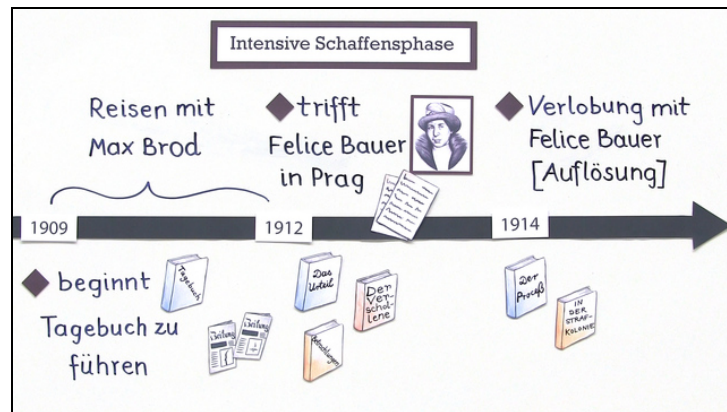 Intensive Schaffensphase
Reisen mit
Max Brod
trifft
Felice Bauer
in Prag
Verlobung mit
Felice Bauer
[Auflösung]
1909
1912
1914
beginnt
Tagebuch zu
führen
Tagebuch
Zeitung
Zeitung
Das
Urteil
Der
Ver-
schol-
lene
Betrachtungen
Der
Proceß
IN
DER
STRAF-
KOLONIE